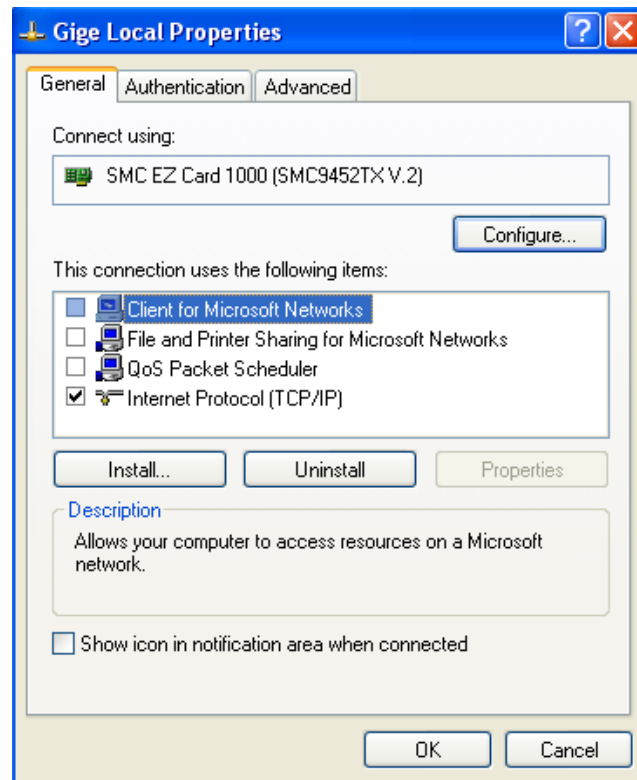 Gige Local Properties
General Authentication Advanced
Connect using:
SMC EZ Card 1000 (SMC9452TX V.2)
Configure...
This connection uses the following items:
Client for Microsoft Networks
File and Printer Sharing for Microsoft Networks
QoS Packet Scheduler
Internet Protocol (TCP/IP)
Install... Uninstall Properties
Description
Allows your computer to access resources on a Microsoft
network.
Show icon in notification area when connected
OK Cancel